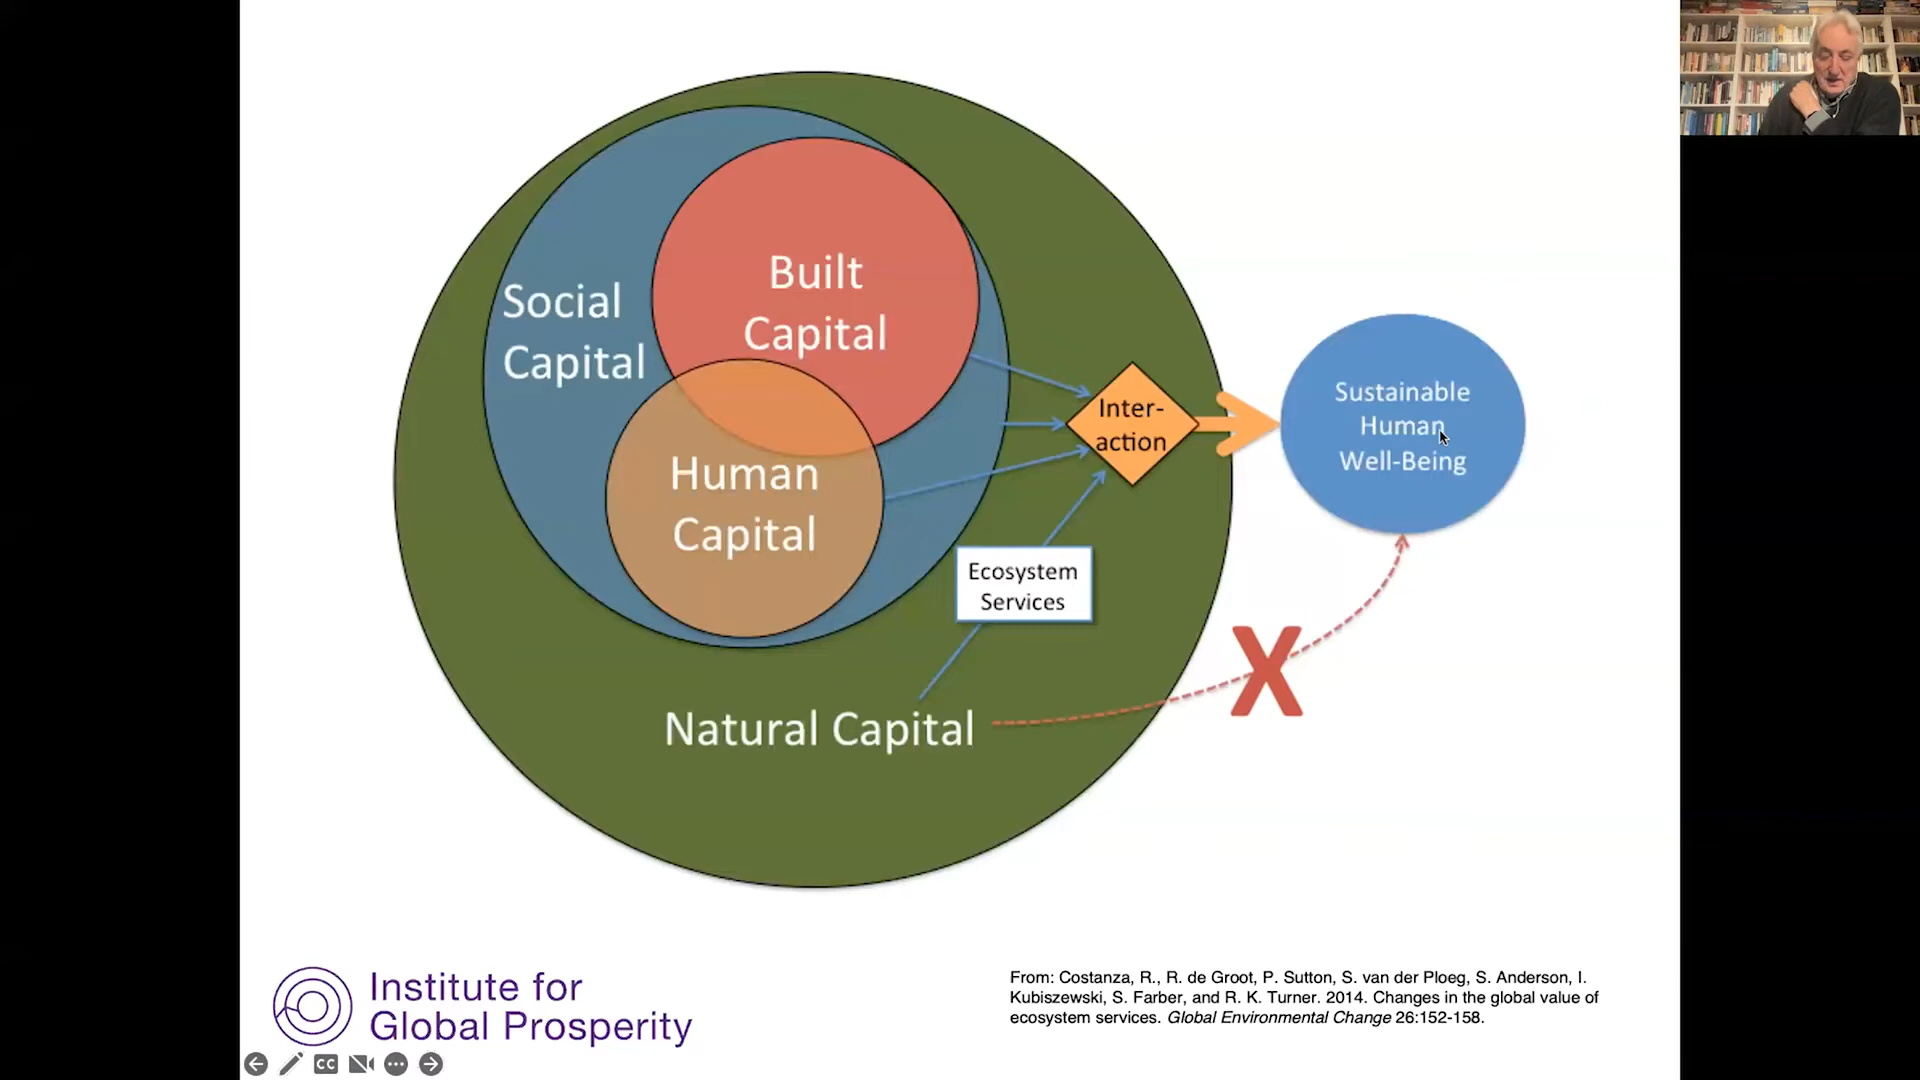 Built
Capital
Social
Capital
Human
Capital
Inter-
action
Sustainable
Human
Well-Being
Ecosystem
Services
Natural Capital
X
Institute for
Global Prosperity
From: Costanza, R., R. de Groot, P. Sutton, S. van der Ploeg, S. Anderson, I.
Kubiszewski, S. Farber, and R. K. Turner. 2014. Changes in the global value of
ecosystem services. Global Environmental Change 26:152-158.
CC